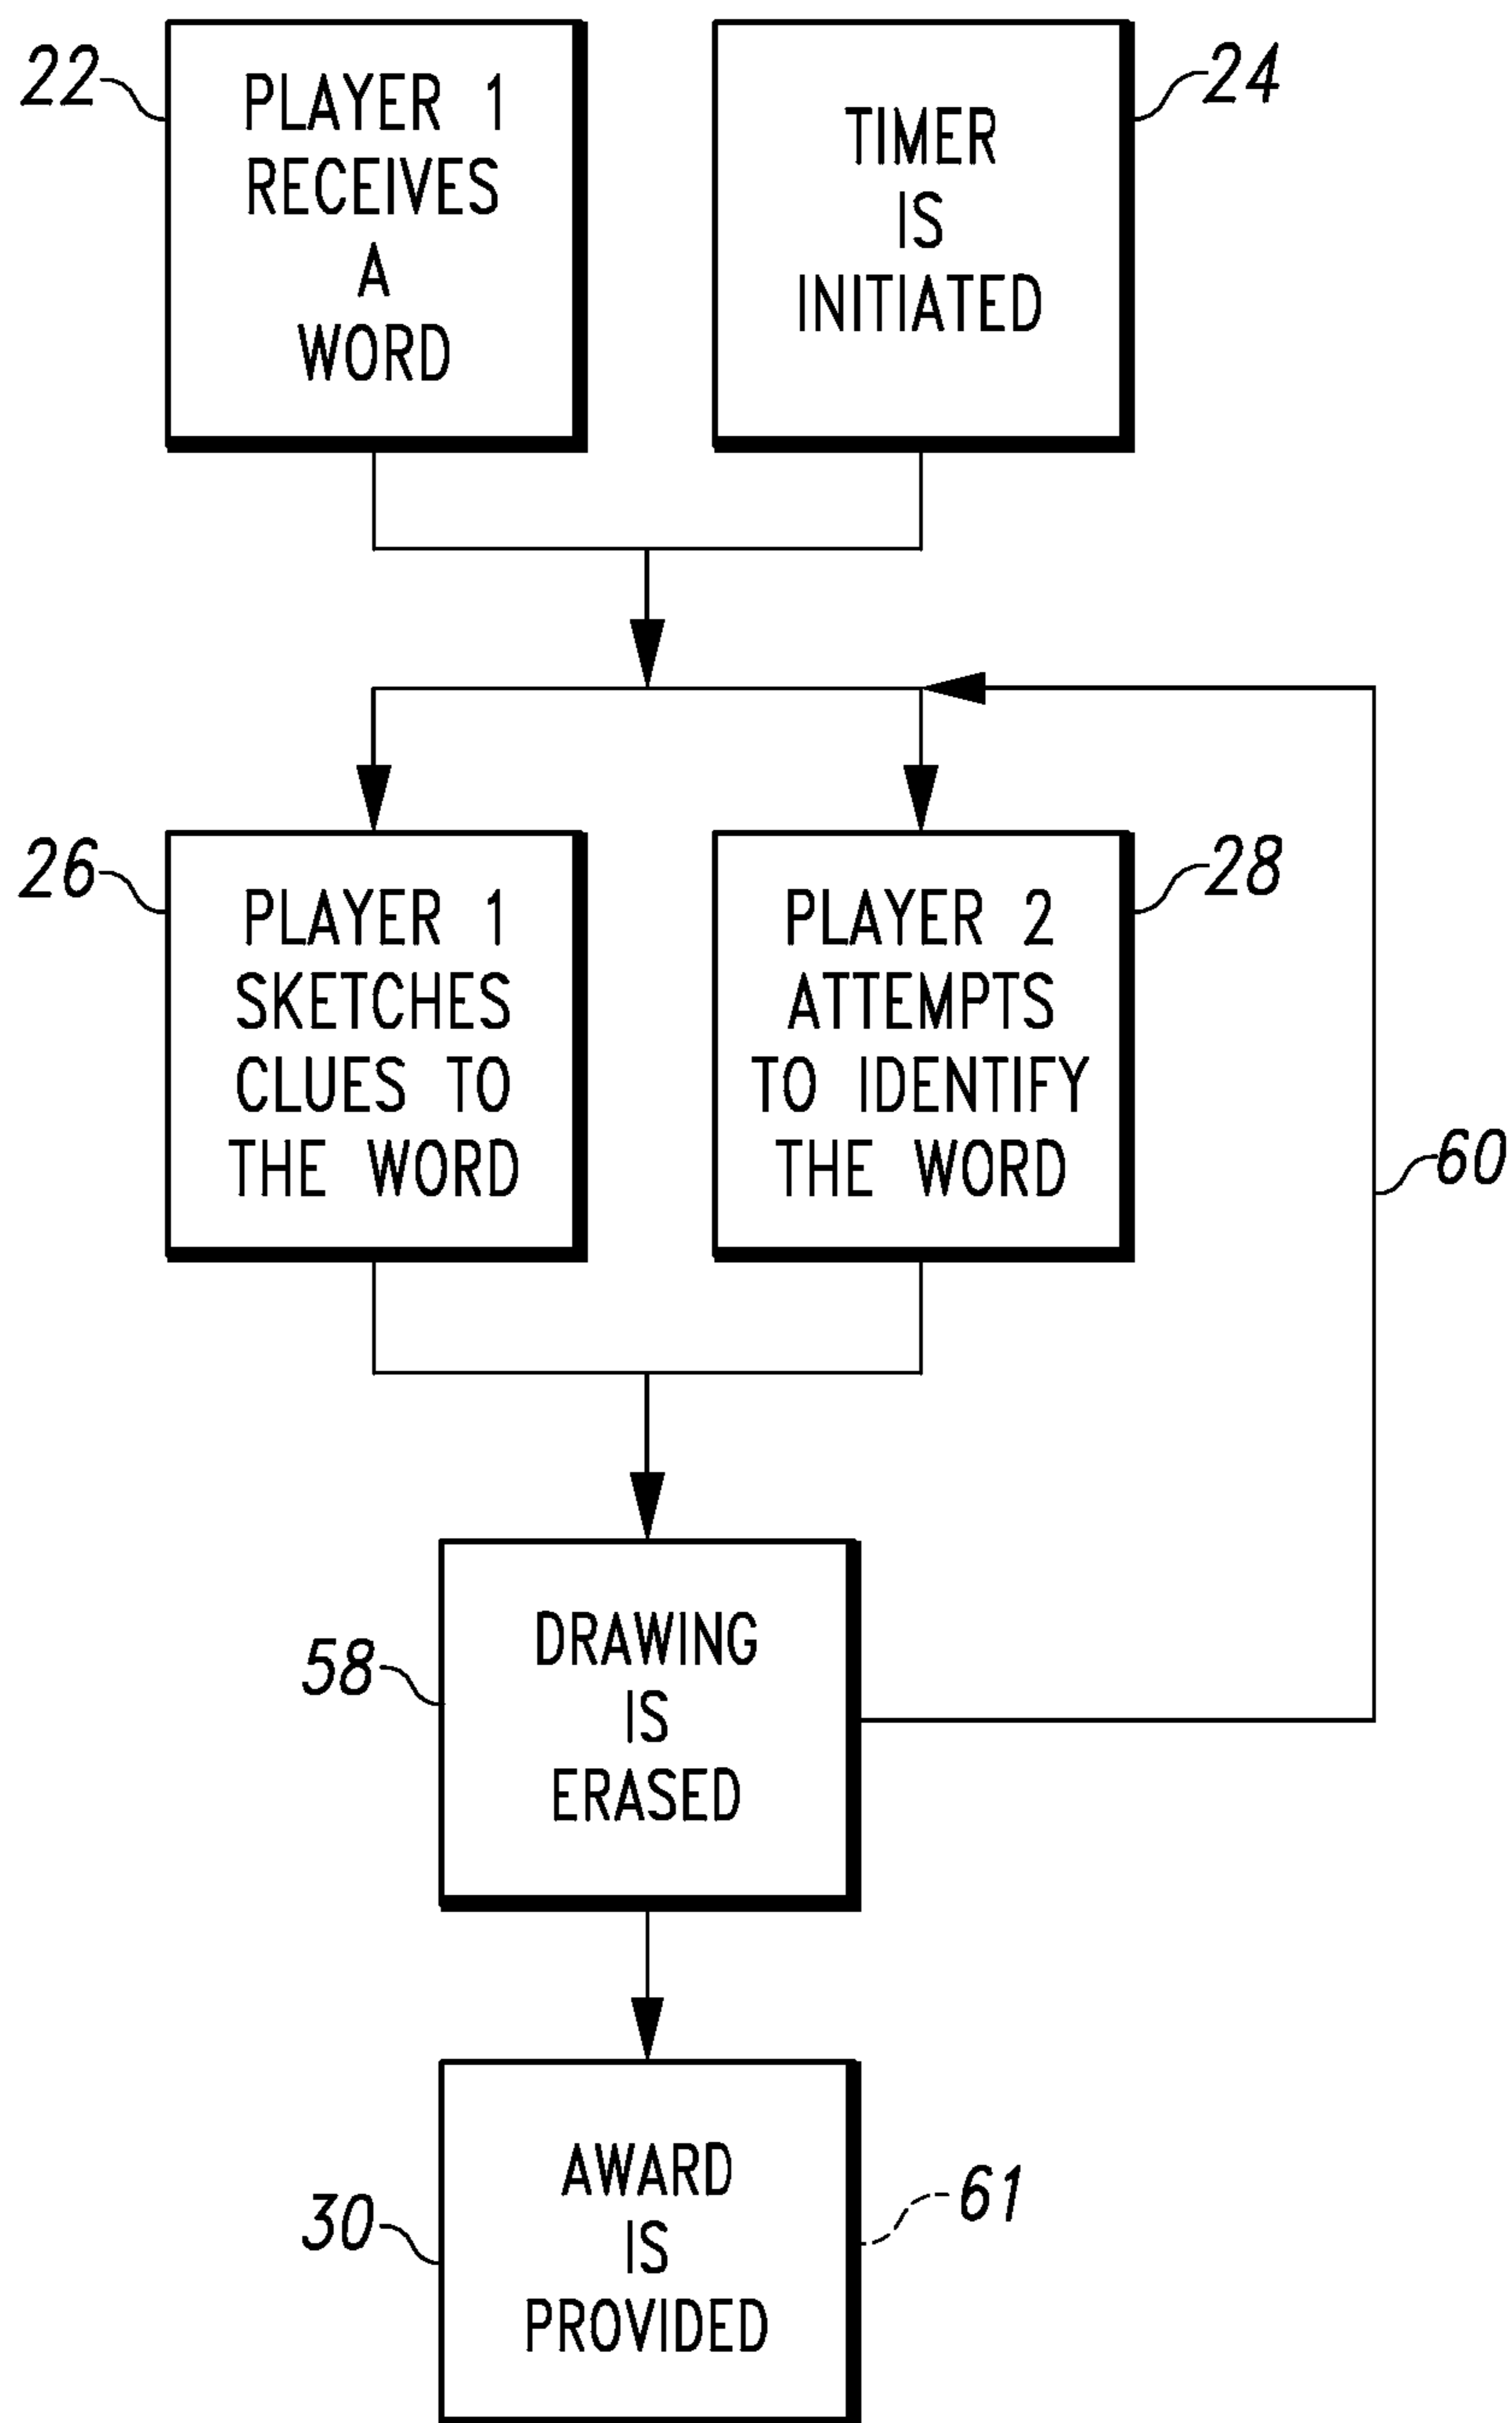 22
PLAYER 1
RECEIVES
A
WORD
TIMER
IS
INITIATED
24
26
PLAYER 1
SKETCHES
CLUES TO
THE WORD
PLAYER 2
ATTEMPTS
TO IDENTIFY
THE WORD
28
60
58
DRAWING
IS
ERASED
30
AWARD
IS
PROVIDED
61